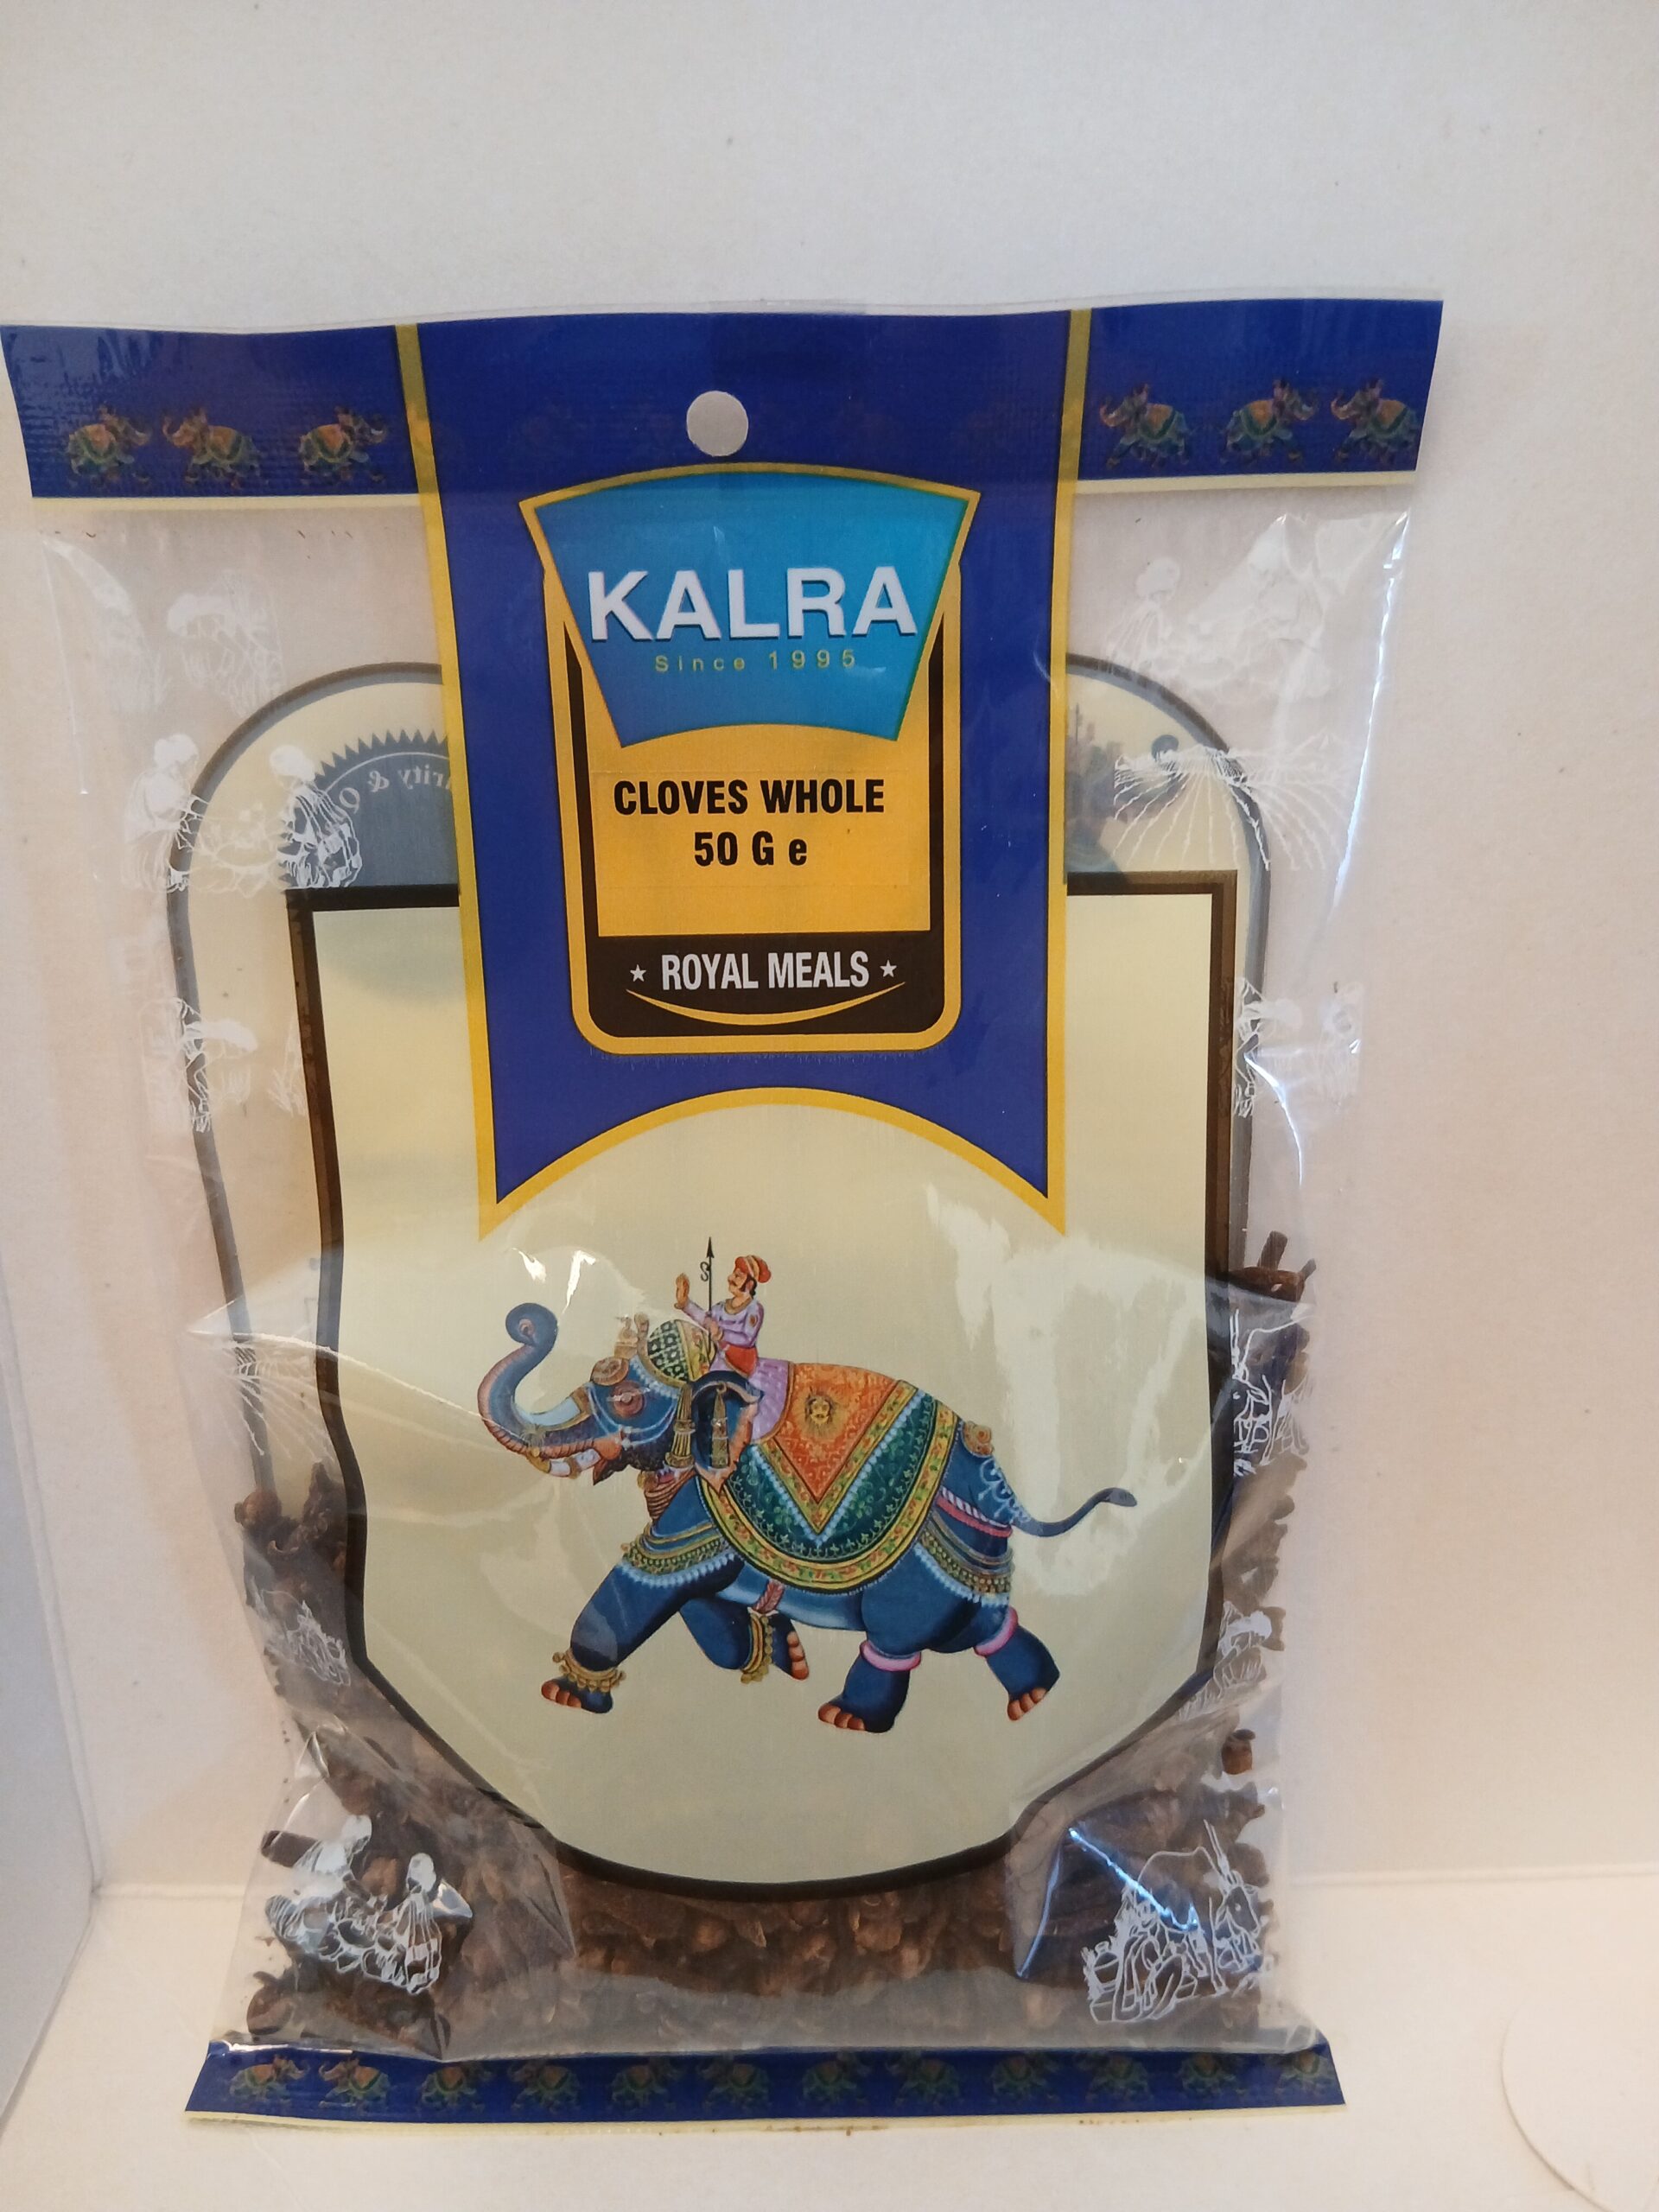 KALRA
Since 1995
CLOVES WHOLE
50 G e
★ ROYAL MEALS ★